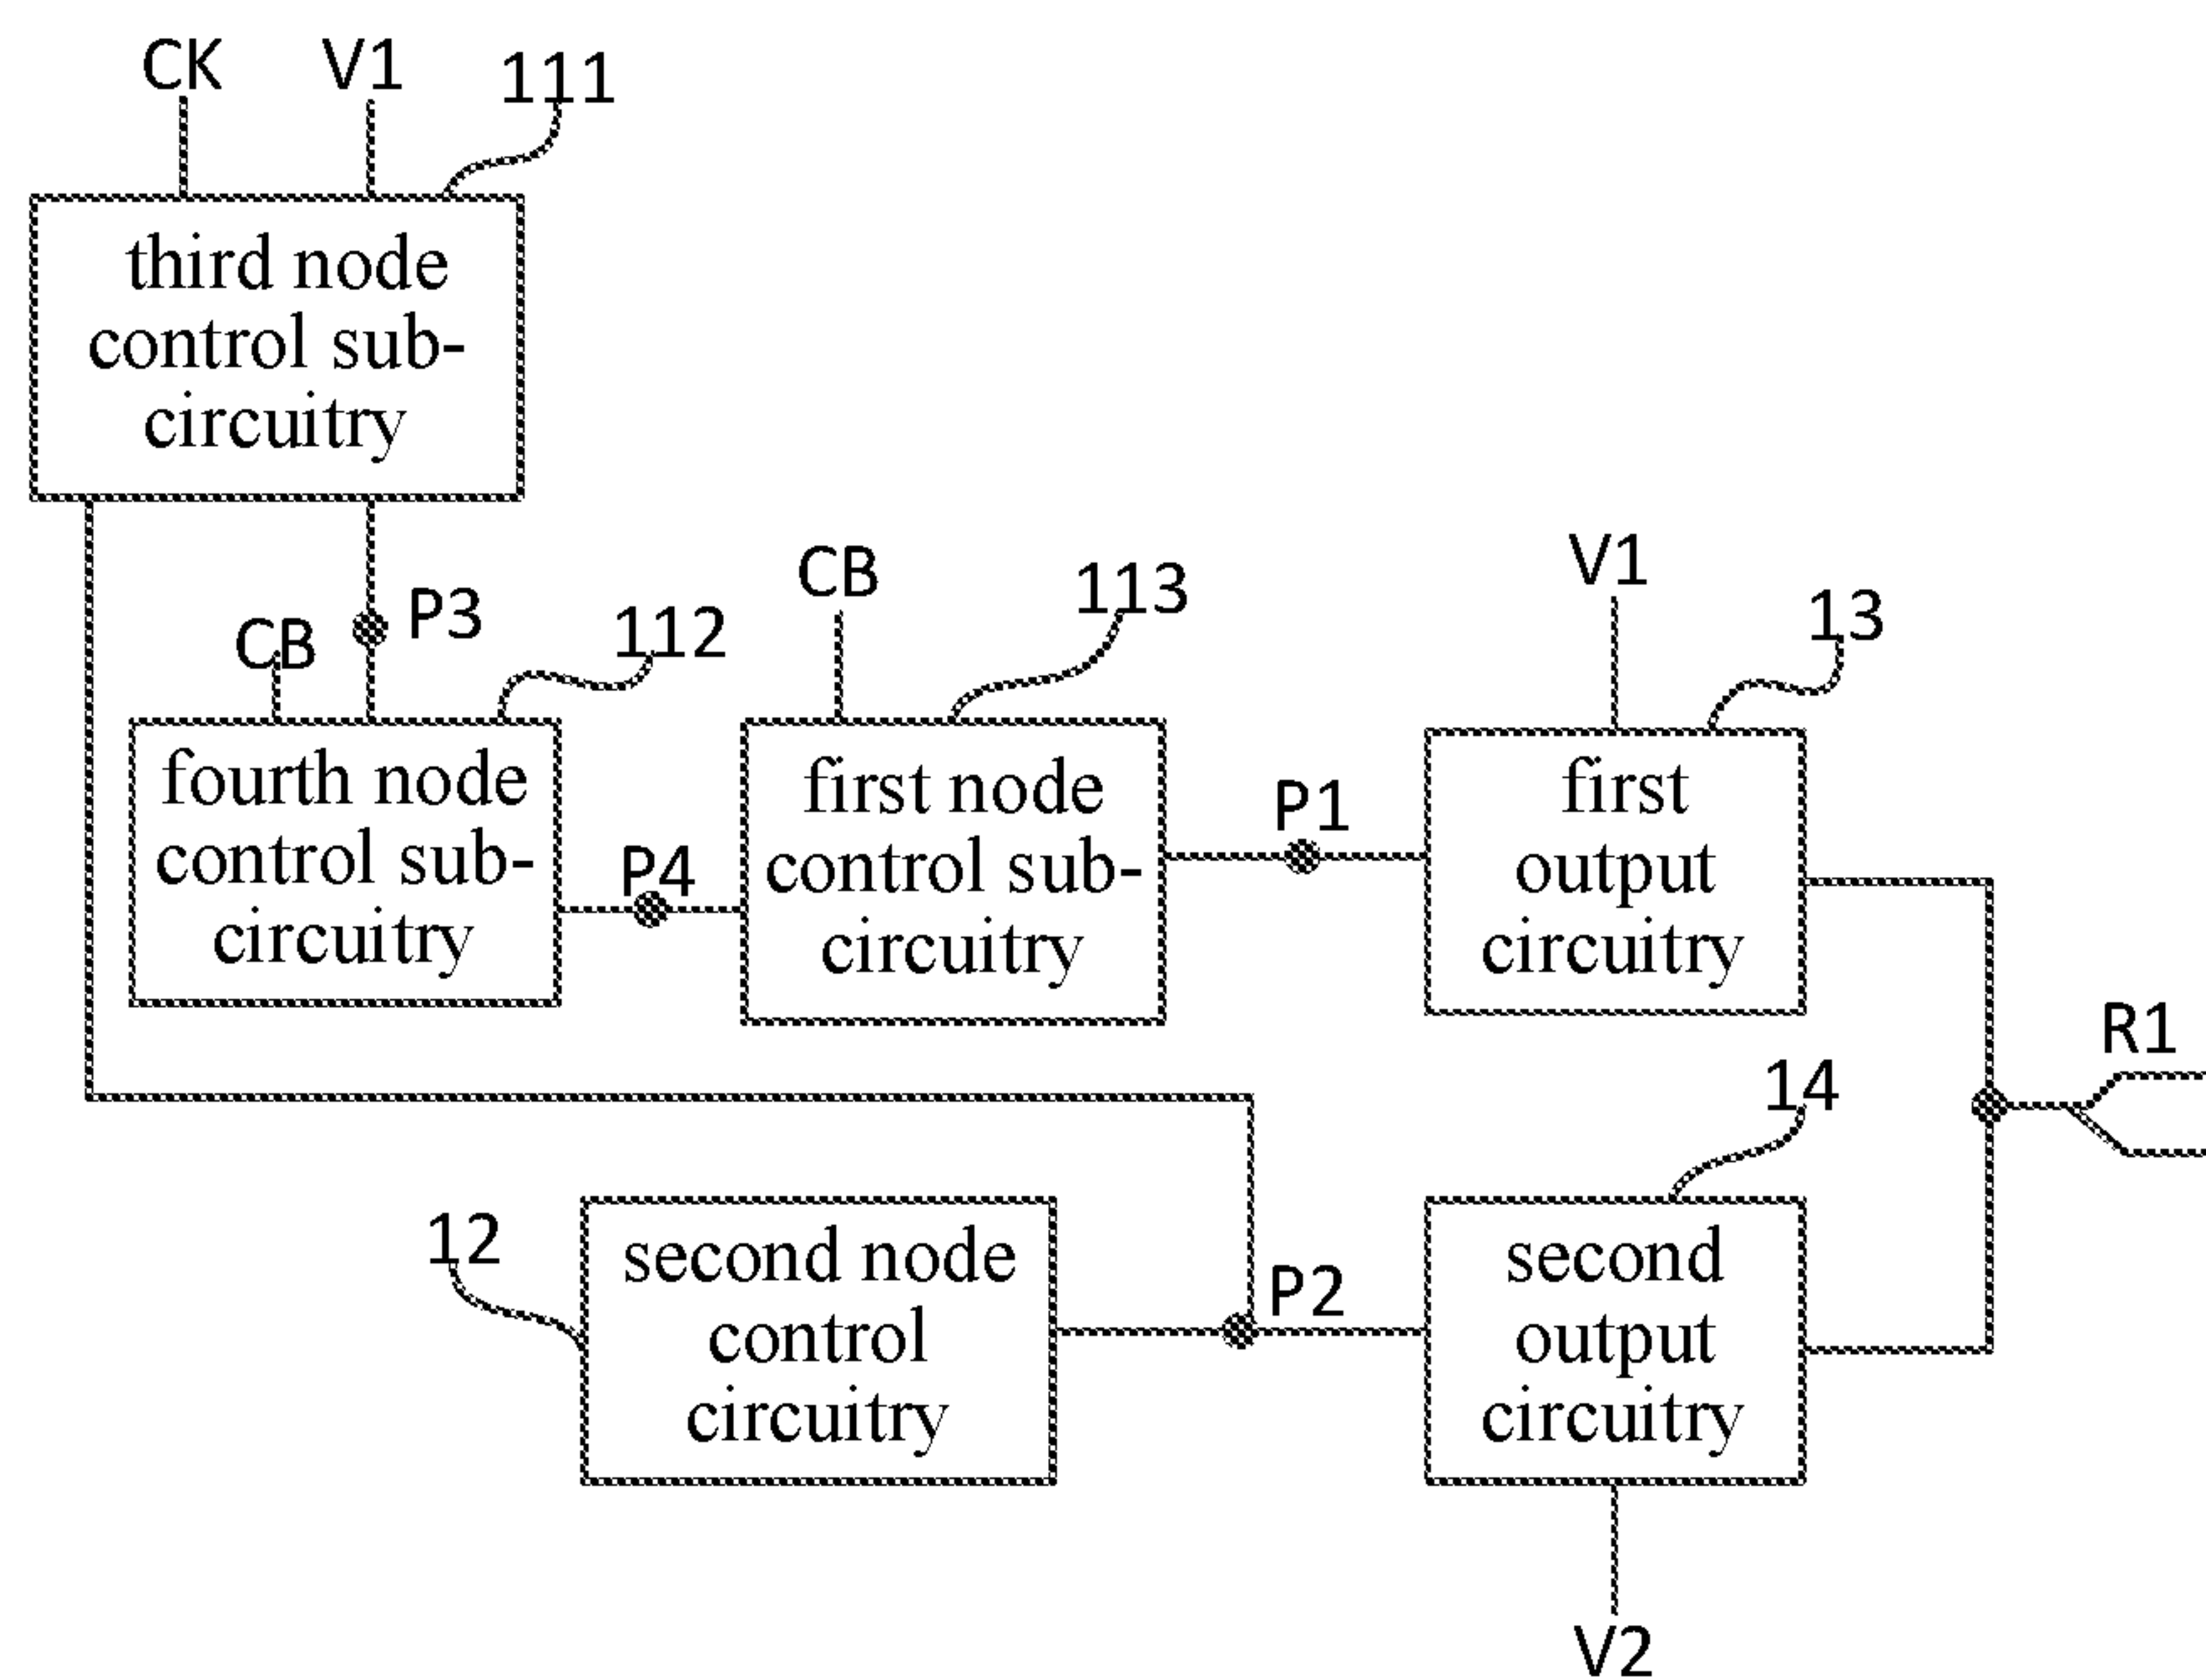 CK
V1
111
third node
control sub-
circuitry
P3
CB
112
fourth node
control sub-
circuitry
P4
CB
113
first node
control sub-
circuitry
P1
V1
13
first
output
circuitry
R1
14
12
second node
control
circuitry
P2
second
output
circuitry
V2